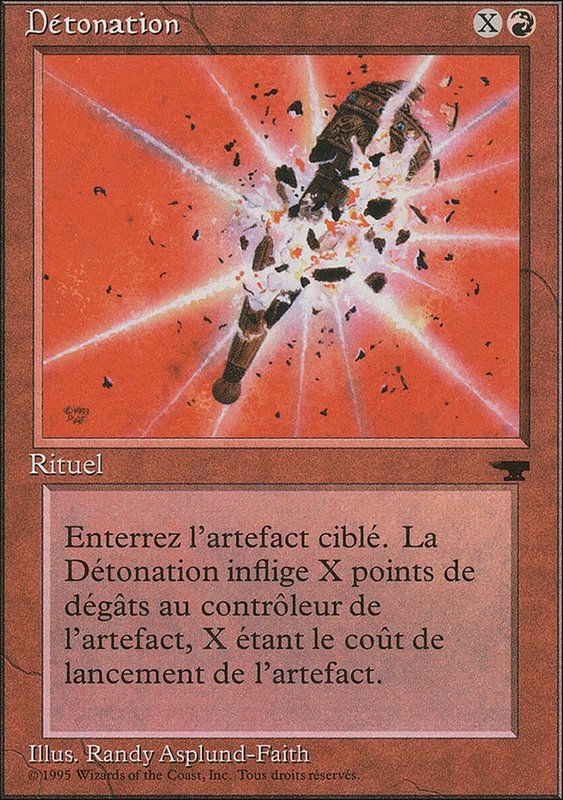 Détonation
X
©1993
Rituel
Enterrez l'artefact ciblé. La
Détonation inflige X points de
dégâts au contrôleur de
l'artefact, X étant le coût de
lancement de l'artefact.
Illus. Randy Asplund-Faith
©1995 Wizards of the Coast, Inc. Tous droits réservés.